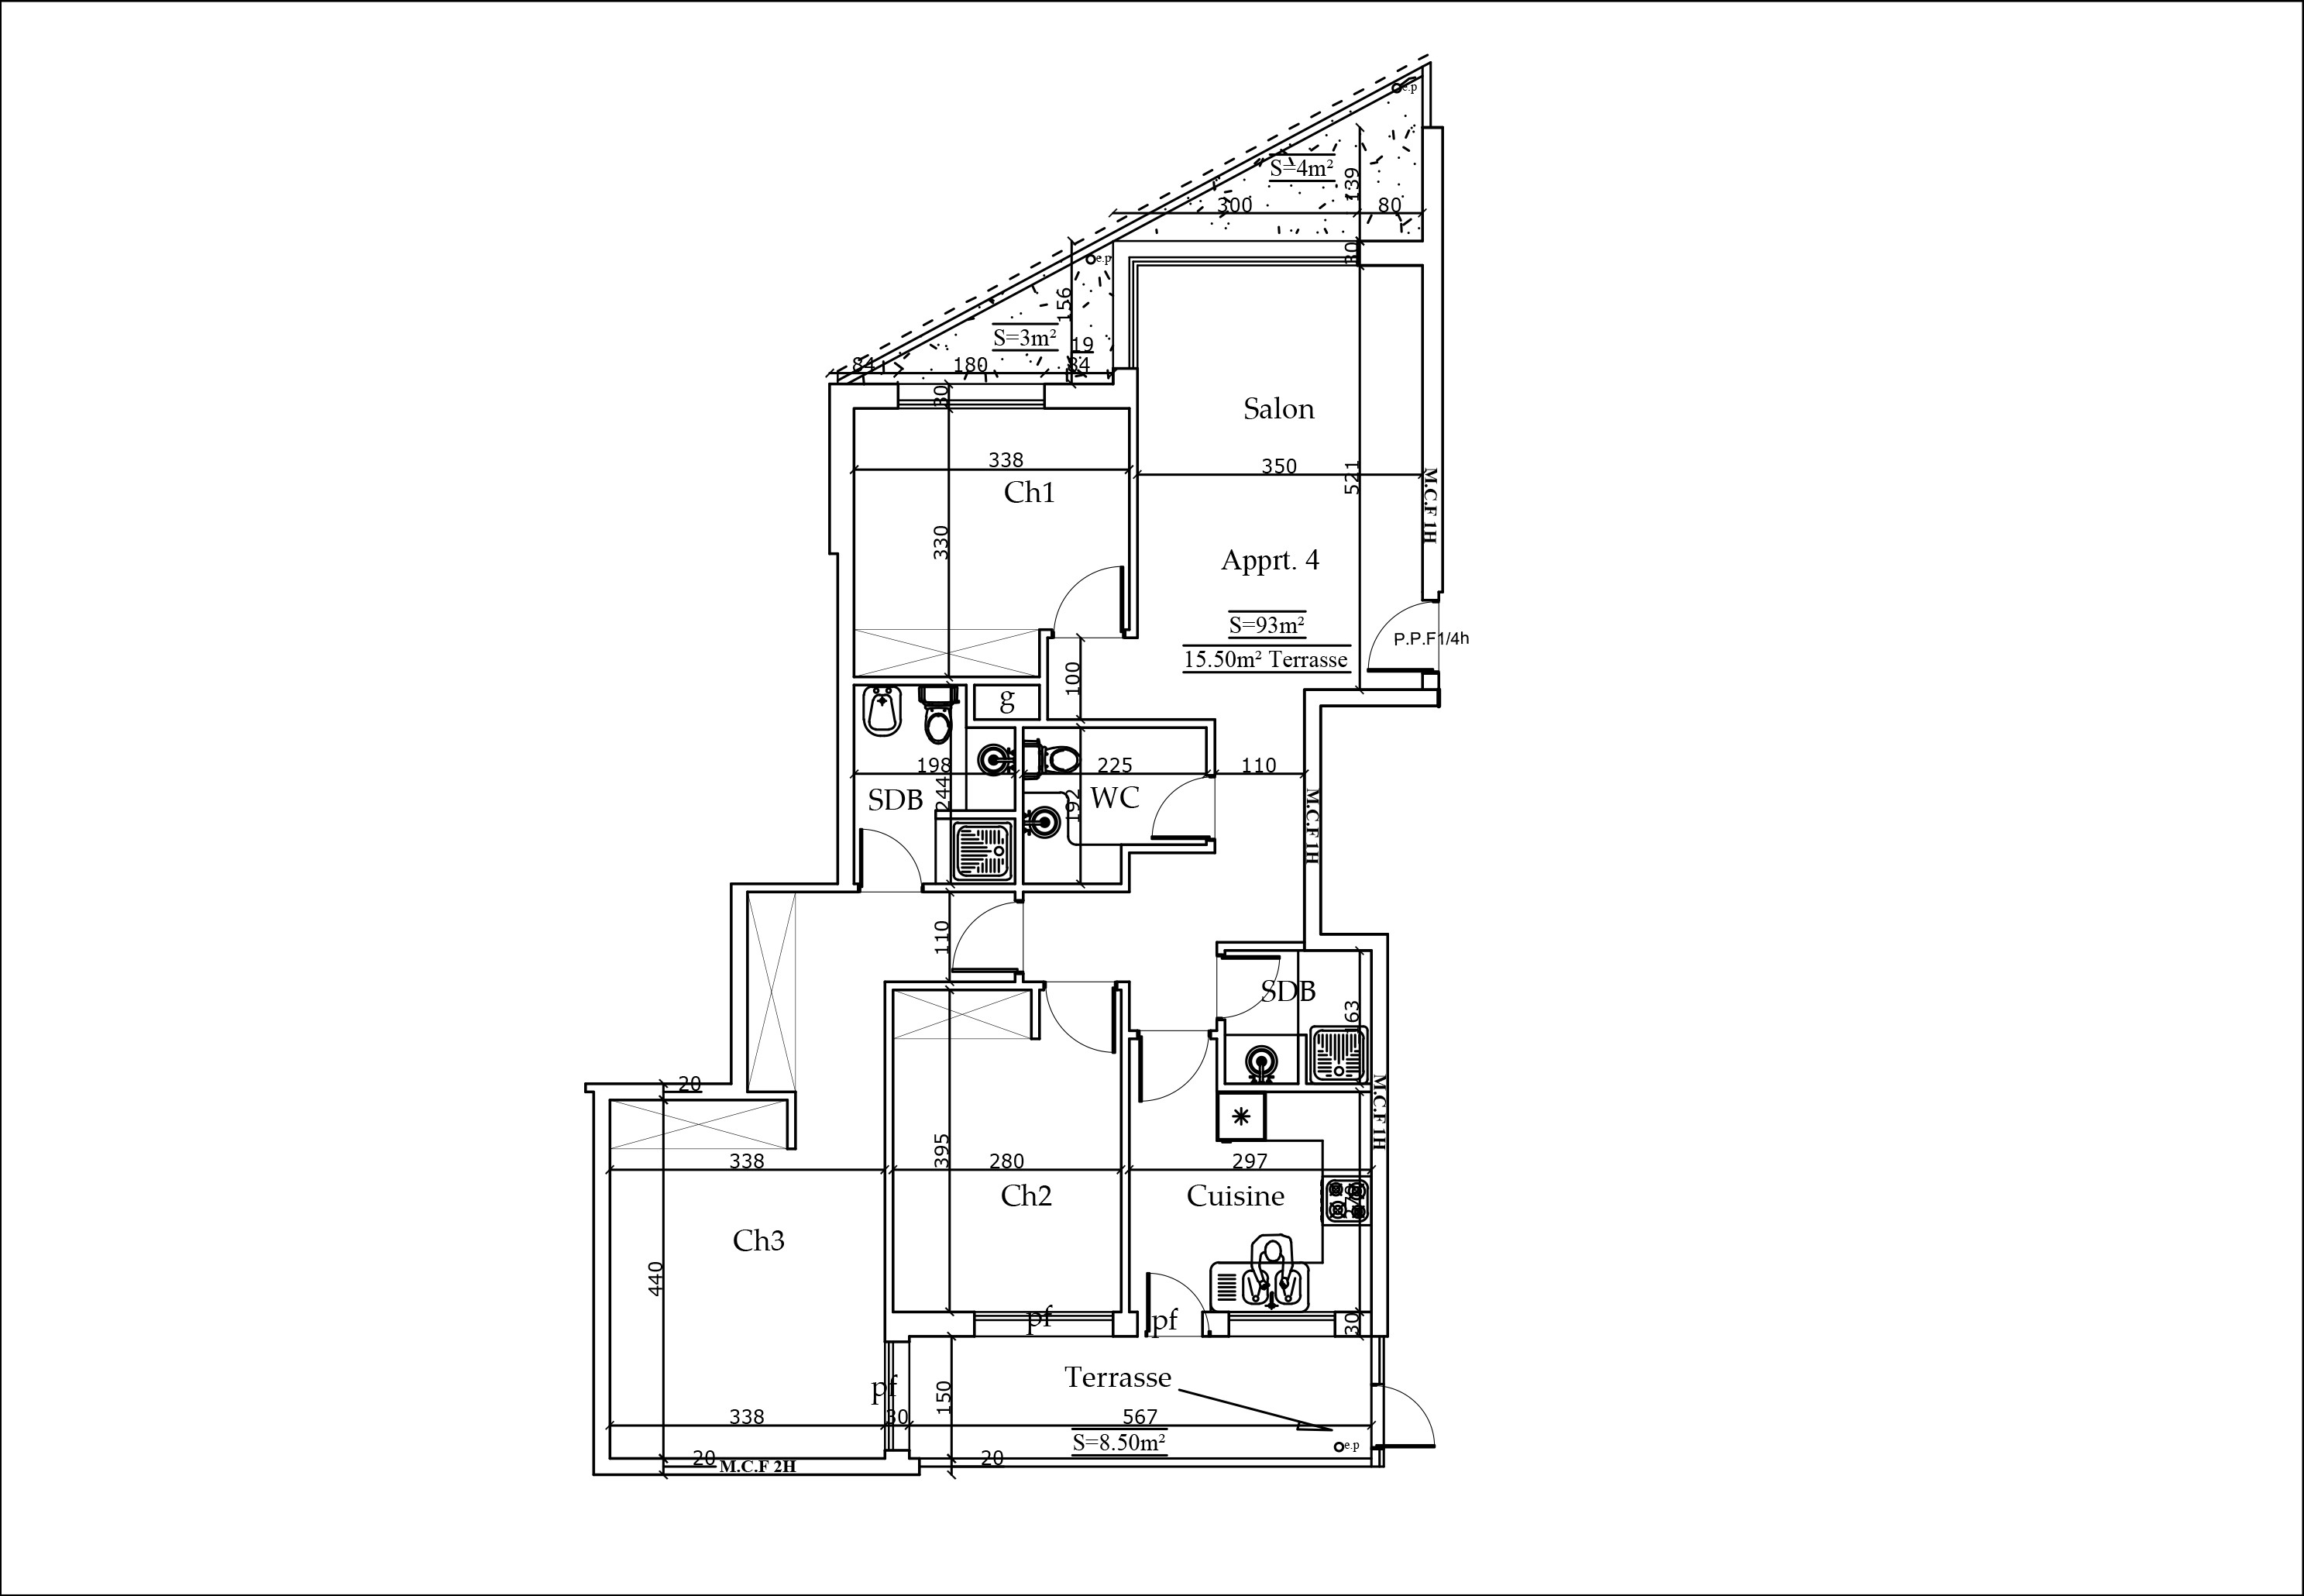 e.p
S=4m²
139
300
80
30
e.p
156
S=3m²
19
84
180
84
30
Salon
338
350
521
Ch1
M.C.F 1H
330
Apprt. 4
S=93m²
P.P.F1/4h
15.50m² Terrasse
100
g
198
225
110
244
SDB
192
WC
M.C.F 1H
110
SDB
163
20
M.C.F 1H
395
338
280
297
Ch2
Cuisine
Ch3
440
pf
pf
30
Terrasse
pf
150
338
30
567
S=8.50m²
e.p
20
M.C.F 2H
20